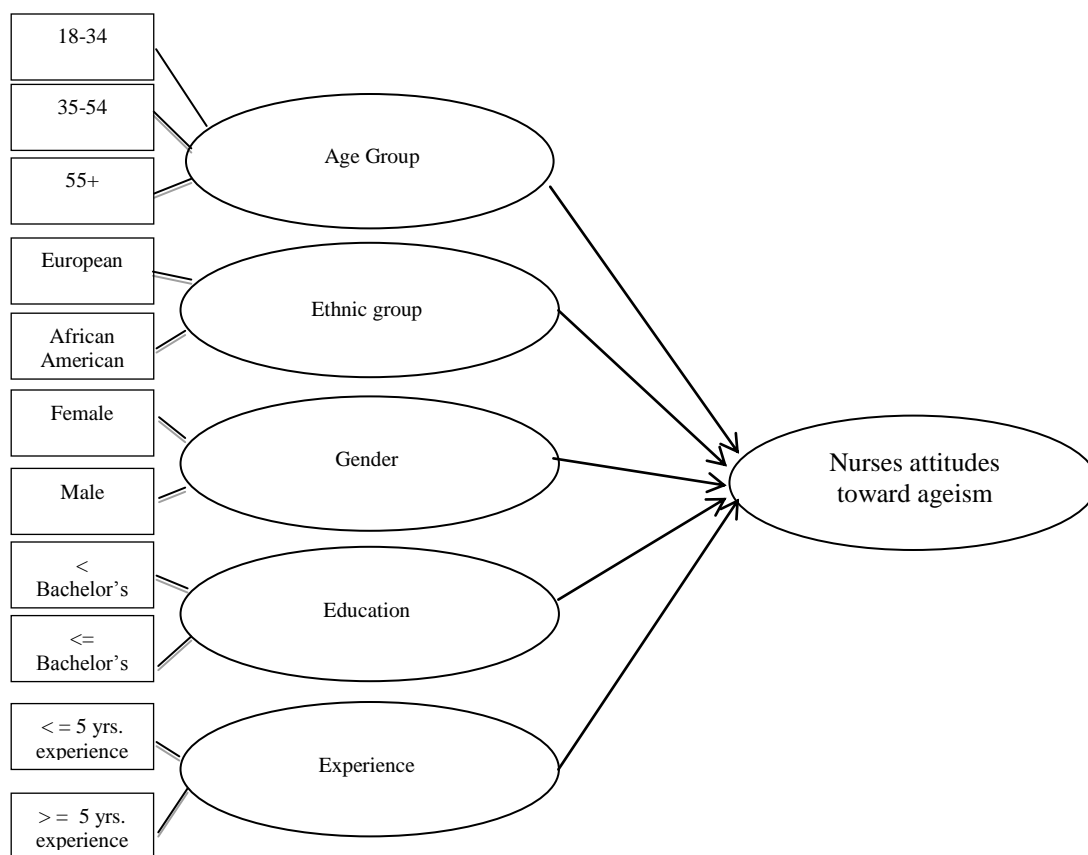 18-34
35-54
55+
Age Group
European
African
American
Ethnic group
Female
Male
Gender
<
Bachelor’s
<=
Bachelor’s
Education
< = 5 yrs.
experience
> = 5 yrs.
experience
Experience
Nurses attitudes
toward ageism